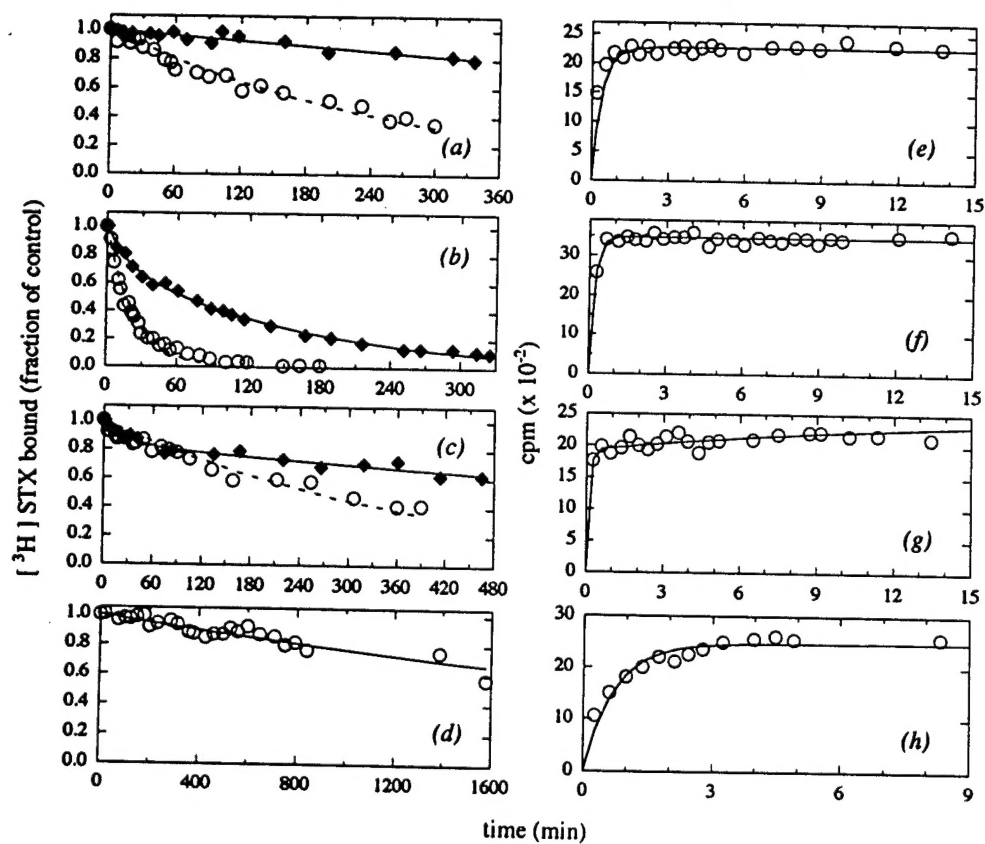 [ ³H ] STX bound (fraction of control)
1.0
0.8
0.6
0.4
0.2
0.0
(a)
0 60 120 180 240 300 360
1.0
0.8
0.6
0.4
0.2
0.0
(b)
0 60 120 180 240 300
1.0
0.8
0.6
0.4
0.2
0.0
(c)
0 60 120 180 240 300 360 420 480
1.0
0.8
0.6
0.4
0.2
0.0
(d)
0 400 800 1200 1600
cpm (x 10⁻²)
25
20
15
10
5
0
(e)
0 3 6 9 12 15
30
20
10
0
(f)
0 3 6 9 12 15
25
20
15
10
5
0
(g)
0 3 6 9 12 15
30
20
10
0
(h)
0 3 6 9
time (min)